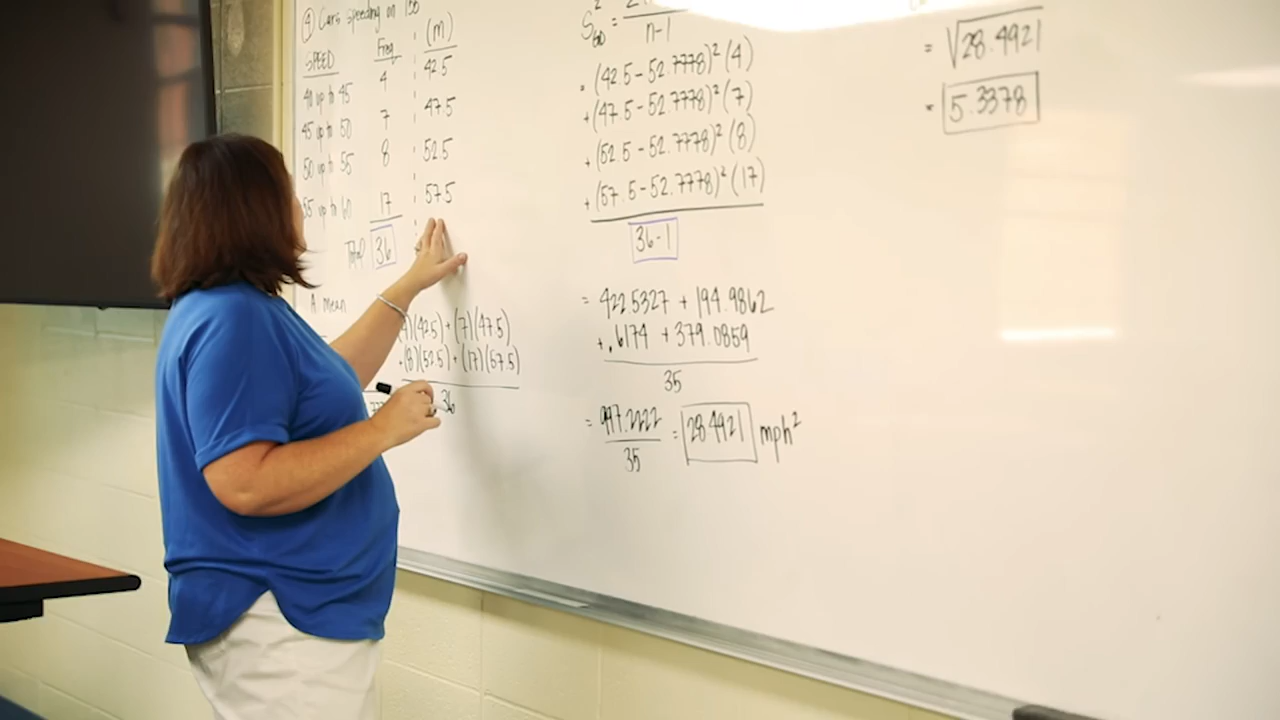 ④ Cars speeding on 150
SPEED Freq (m)
40 up to 45 4 42.5
45 up to 50 7 47.5
50 up to 55 8 52.5
55 up to 60 17 57.5
Total 36
A mean
(42.5) + (7)(47.5)
+(8)(52.5) + (17)(57.5)
36
n-1
= (42.5 - 52.7778)² (4)
+ (47.5 - 52.7778)² (7)
+ (52.5 - 52.7778)² (8)
+ (57.5 - 52.7778)² (17)
36-1
= 422.5327 + 194.9862
+ .6174 + 379.0859
35
= 997.2222 = 28.4921 mph²
35
= √28.4921
= 5.3378